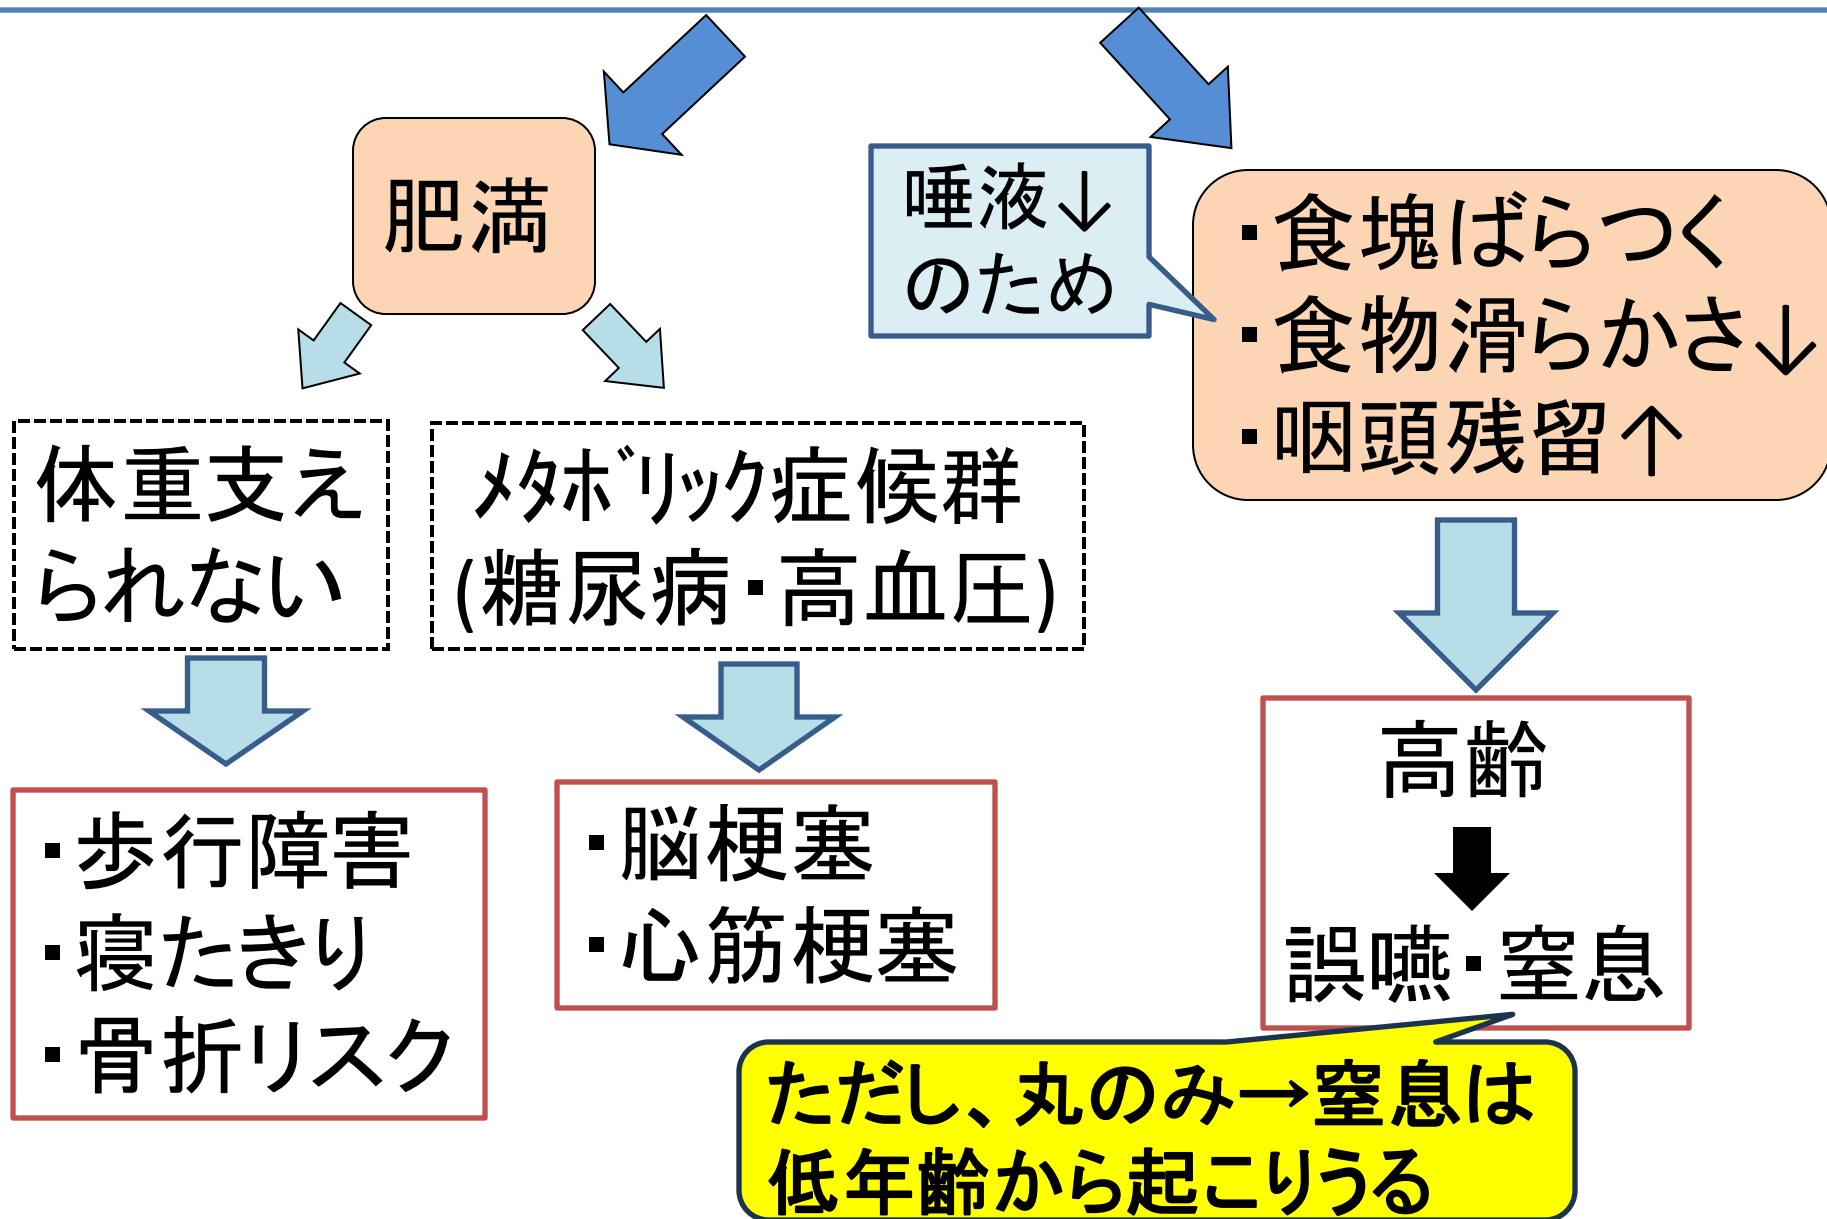 肥満
唾液↓
のため
・食塊ばらつく
・食物滑らかさ↓
・咽頭残留↑
体重支え
られない
ﾒﾀﾎﾞﾘｯｸ症候群
(糖尿病・高血圧)
・歩行障害
・寝たきり
・骨折リスク
・脳梗塞
・心筋梗塞
高齢
誤嚥・窒息
ただし、丸のみ→窒息は
低年齢から起こりうる